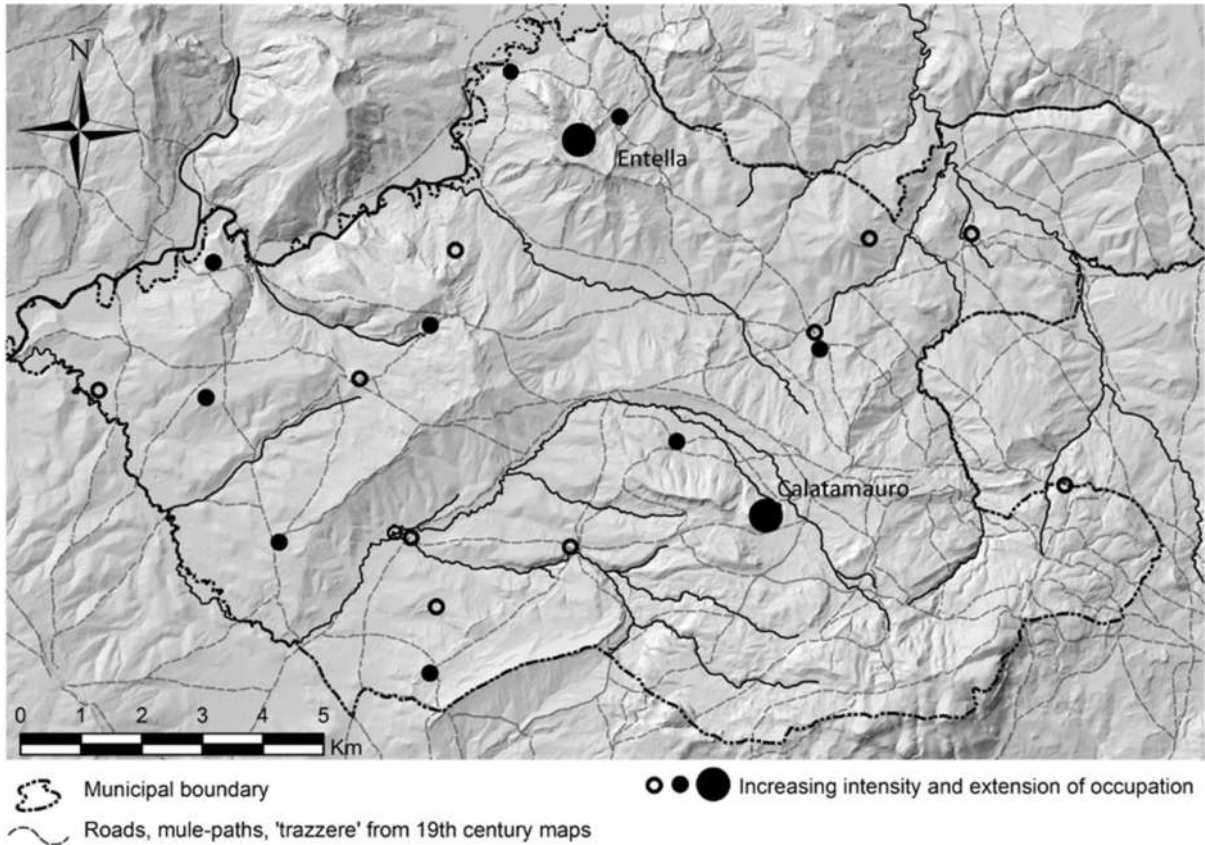 N
Entella
Calatamauro
0 1 2 3 4 5
Km
Municipal boundary
Increasing intensity and extension of occupation
Roads, mule-paths, 'trazzere' from 19th century maps